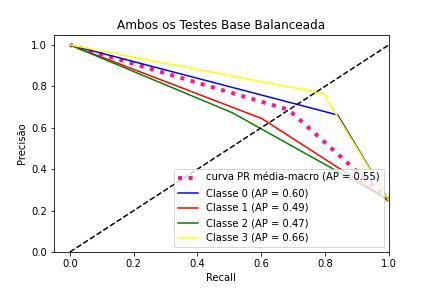 Ambos os Testes Base Balanceada
1.0
0.8
0.6
0.4
0.2
0.0
Precisão
0.0 0.2 0.4 0.6 0.8 1.0
Recall
curva PR média-macro (AP = 0.55)
Classe 0 (AP = 0.60)
Classe 1 (AP = 0.49)
Classe 2 (AP = 0.47)
Classe 3 (AP = 0.66)